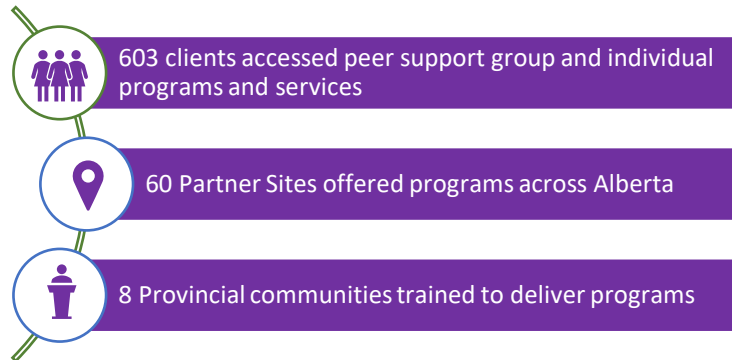 603 clients accessed peer support group and individual
programs and services
60 Partner Sites offered programs across Alberta
8 Provincial communities trained to deliver programs